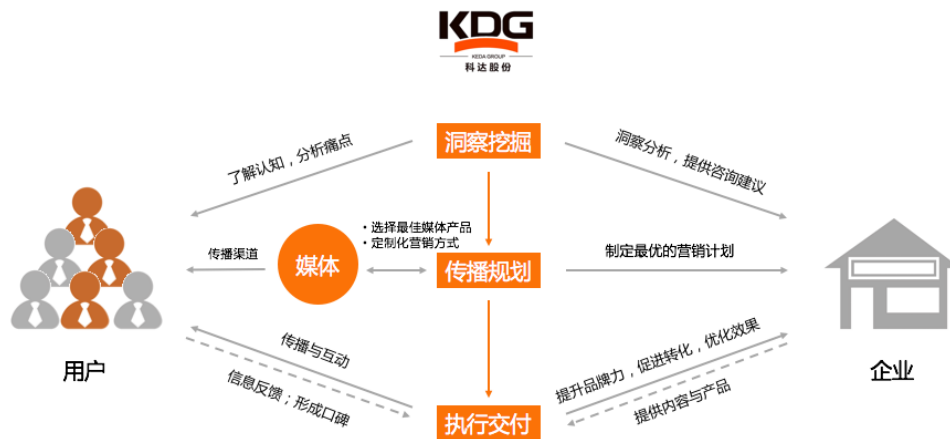 KDG
KEDA GROUP
科达股份
洞察挖掘
了解认知，分析痛点
洞察分析，提供咨询建议
·选择最佳媒体产品
·定制化营销方式
传播渠道
媒体
传播规划
制定最优的营销计划
用户
传播与互动
信息反馈；形成口碑
提升品牌力，促进转化，优化效果
提供内容与产品
企业
执行交付